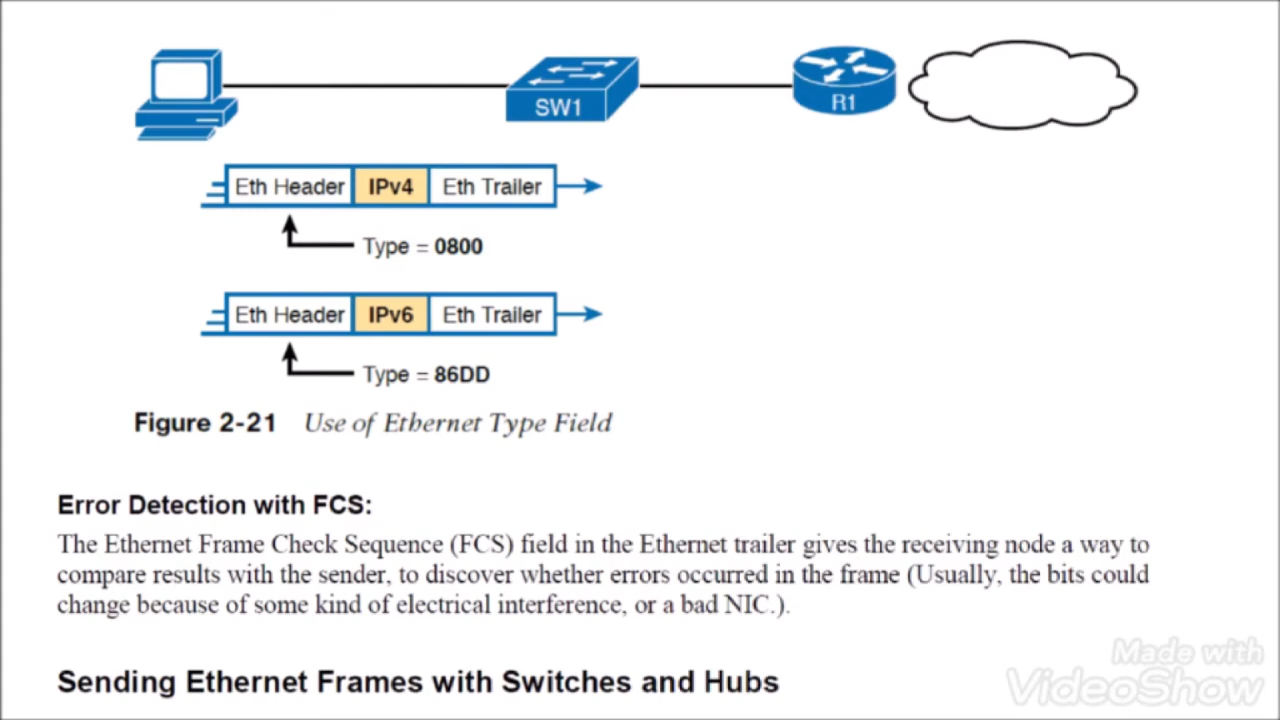 SW1
R1
Eth Header IPv4 Eth Trailer
Type = 0800
Eth Header IPv6 Eth Trailer
Type = 86DD
Figure 2-21 Use of Ethernet Type Field
Error Detection with FCS:
The Ethernet Frame Check Sequence (FCS) field in the Ethernet trailer gives the receiving node a way to
compare results with the sender, to discover whether errors occurred in the frame (Usually, the bits could
change because of some kind of electrical interference, or a bad NIC.).
Sending Ethernet Frames with Switches and Hubs
Made with
VideoShow